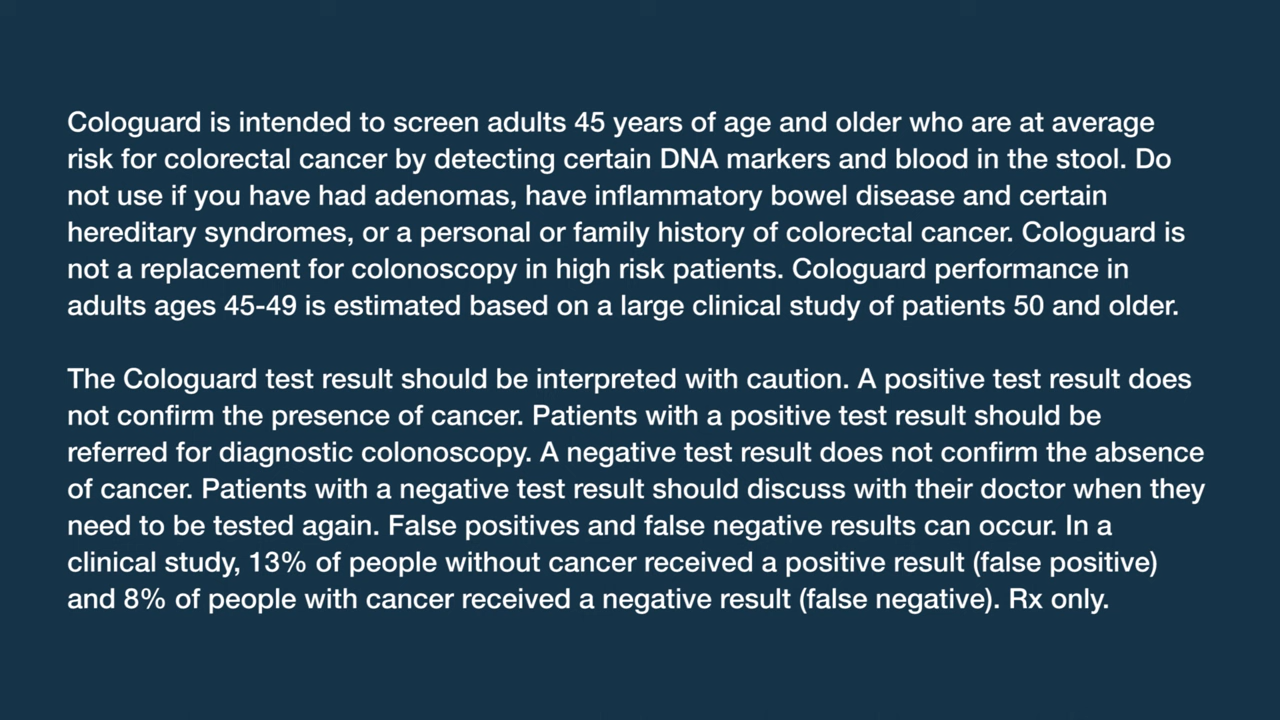 Cologuard is intended to screen adults 45 years of age and older who are at average
risk for colorectal cancer by detecting certain DNA markers and blood in the stool. Do
not use if you have had adenomas, have inflammatory bowel disease and certain
hereditary syndromes, or a personal or family history of colorectal cancer. Cologuard is
not a replacement for colonoscopy in high risk patients. Cologuard performance in
adults ages 45-49 is estimated based on a large clinical study of patients 50 and older.
The Cologuard test result should be interpreted with caution. A positive test result does
not confirm the presence of cancer. Patients with a positive test result should be
referred for diagnostic colonoscopy. A negative test result does not confirm the absence
of cancer. Patients with a negative test result should discuss with their doctor when they
need to be tested again. False positives and false negative results can occur. In a
clinical study, 13% of people without cancer received a positive result (false positive)
and 8% of people with cancer received a negative result (false negative). Rx only.